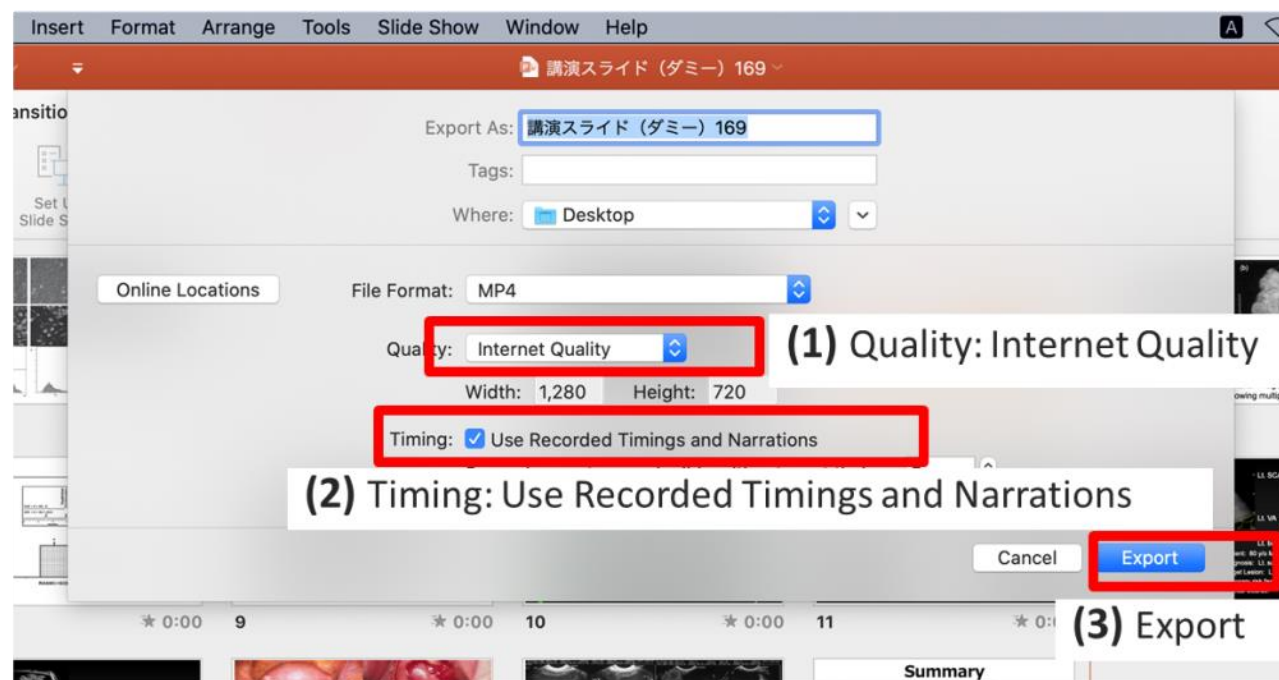 Insert Format Arrange Tools Slide Show Window Help
A
講演スライド（ダミー）169
Export As: 講演スライド（ダミー）169
Tags:
Set
Slide
Where: Desktop
Online Locations
File Format: MP4
(b)
Quality: Internet Quality
(1) Quality: Internet Quality
Width: 1,280 Height: 720
Timing: Use Recorded Timings and Narrations
(2) Timing: Use Recorded Timings and Narrations
Lt. VA
Cancel Export
(3) Export
0:00 9 0:00 10 0:00 11
Summary